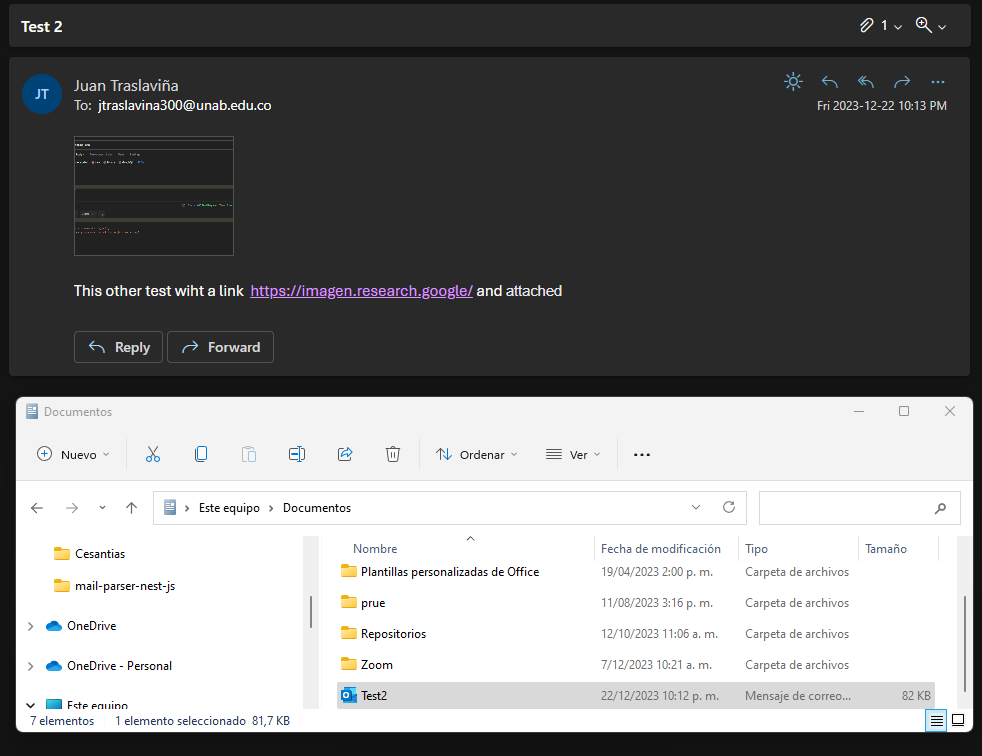 Test 2
1
JT
Juan Traslaviña
To: jtraslavina300@unab.edu.co
Fri 2023-12-22 10:13 PM
This other test wiht a link https://imagen.research.google/ and attached
Reply
Forward
Documentos
Nuevo
Ordenar
Ver
Este equipo
Documentos
Cesantias
mail-parser-nest-js
OneDrive
OneDrive - Personal
Este equipo
Nombre Fecha de modificación Tipo Tamaño
Plantillas personalizadas de Office 19/04/2023 2:00 p. m. Carpeta de archivos
prue 11/08/2023 3:16 p. m. Carpeta de archivos
Repositorios 12/10/2023 11:06 a. m. Carpeta de archivos
Zoom 7/12/2023 10:21 a. m. Carpeta de archivos
Test2 22/12/2023 10:12 p. m. Mensaje de correo... 82 KB
7 elementos 1 elemento seleccionado 81,7 KB